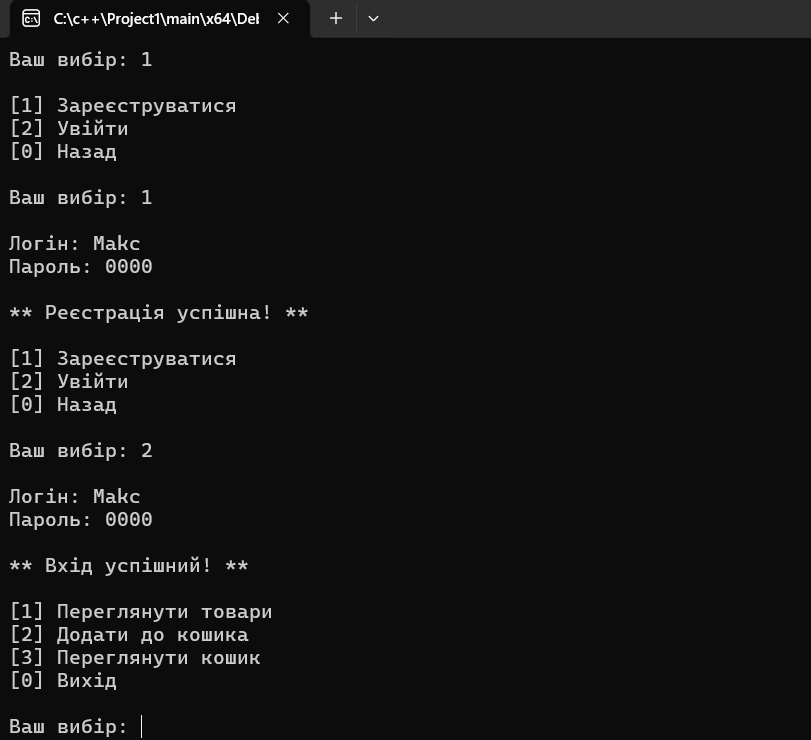 C:\c++\Project1\main\x64\Del
Ваш вибір: 1
[1] Зареєструватися
[2] Увійти
[0] Назад
Ваш вибір: 1
Логін: Макс
Пароль: 0000
** Реєстрація успішна! **
[1] Зареєструватися
[2] Увійти
[0] Назад
Ваш вибір: 2
Логін: Макс
Пароль: 0000
** Вхід успішний! **
[1] Переглянути товари
[2] Додати до кошика
[3] Переглянути кошик
[0] Вихід
Ваш вибір: